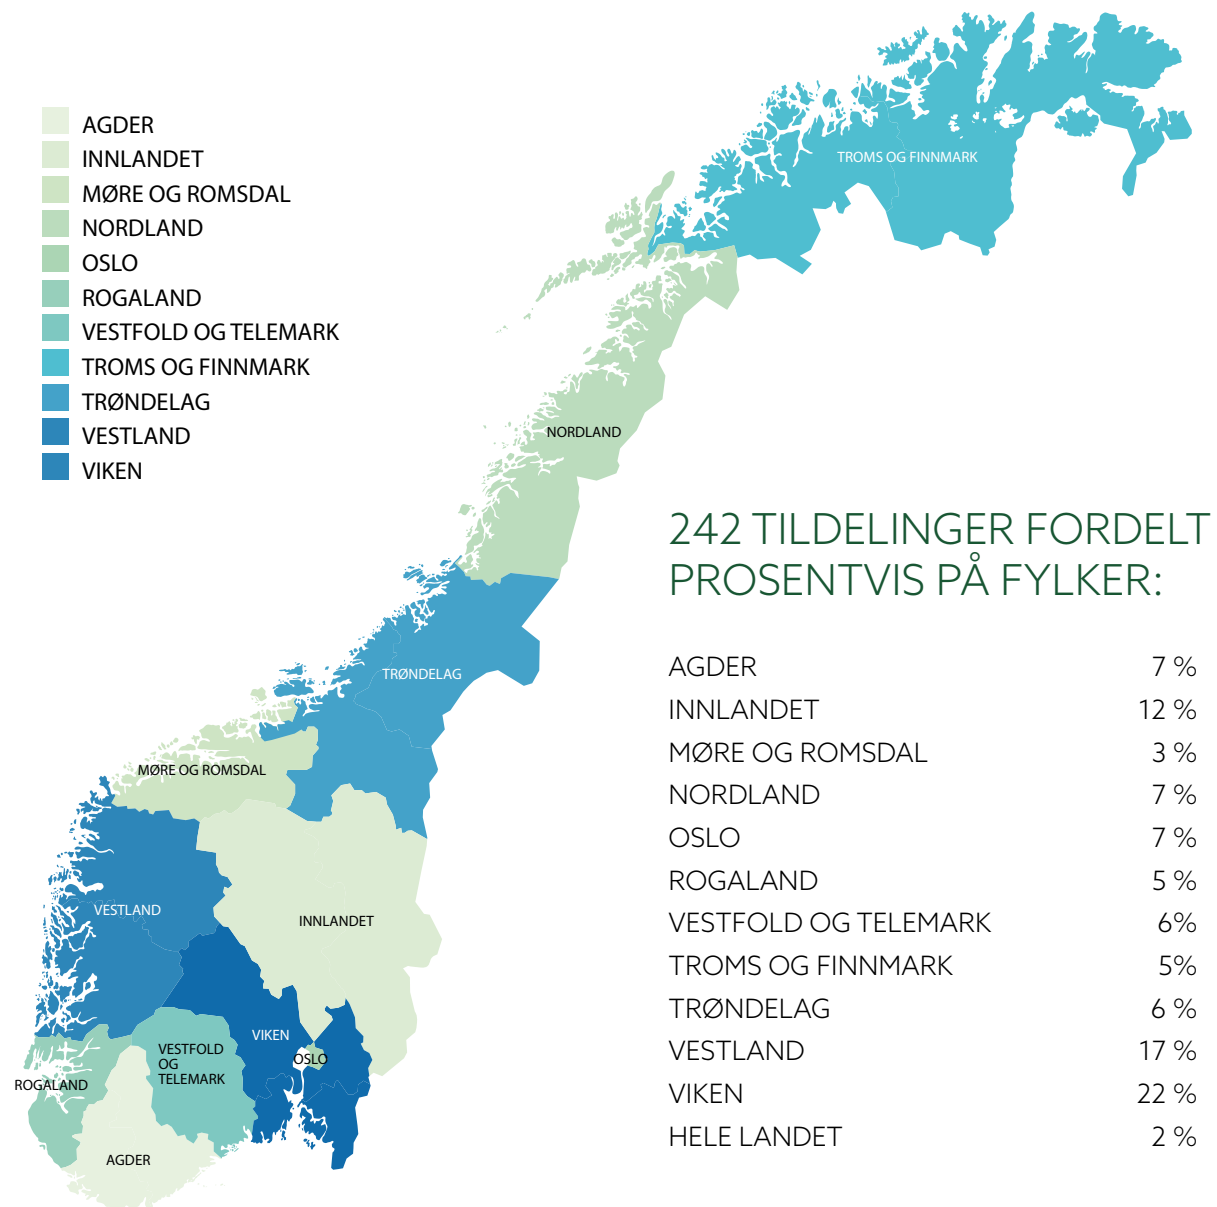 AGDER
INNLANDET
MØRE OG ROMSDAL
NORDLAND
OSLO
ROGALAND
VESTFOLD OG TELEMARK
TROMS OG FINNMARK
TRØNDELAG
VESTLAND
VIKEN
TROMS OG FINNMARK
NORDLAND
TRØNDELAG
MØRE OG ROMSDAL
VESTLAND
INNLANDET
VIKEN
OSLO
VESTFOLD
OG
TELEMARK
ROGALAND
AGDER
242 TILDELINGER FORDELT
PROSENTVIS PÅ FYLKER:
AGDER 7 %
INNLANDET 12 %
MØRE OG ROMSDAL 3 %
NORDLAND 7 %
OSLO 7 %
ROGALAND 5 %
VESTFOLD OG TELEMARK 6%
TROMS OG FINNMARK 5%
TRØNDELAG 6 %
VESTLAND 17 %
VIKEN 22 %
HELE LANDET 2 %